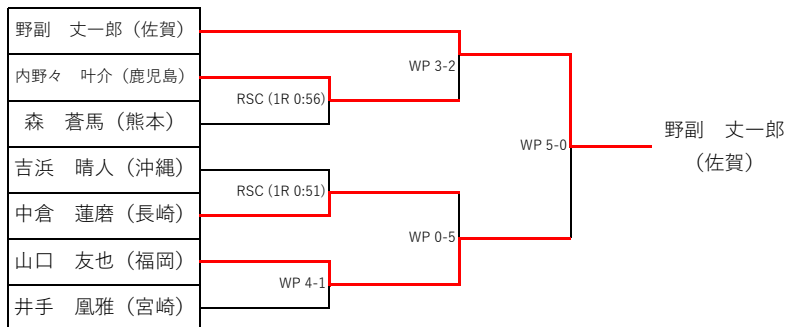 野副　丈一郎（佐賀）
内野々　叶介（鹿児島）
森　蒼馬（熊本）
吉浜　晴人（沖縄）
中倉　蓮磨（長崎）
山口　友也（福岡）
井手　凰雅（宮崎）
RSC (1R 0:56)
RSC (1R 0:51)
WP 4-1
WP 3-2
WP 0-5
WP 5-0
野副　丈一郎
（佐賀）